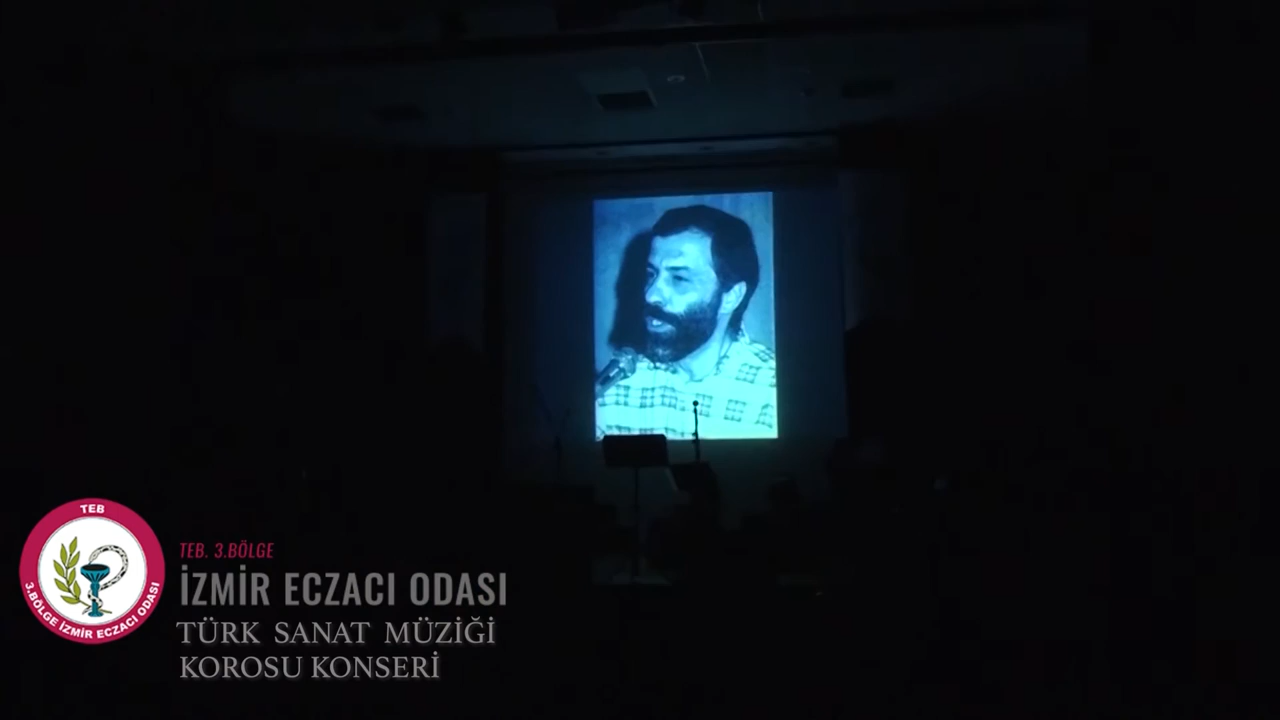 TEB
3.BÖLGE İZMİR ECZACI ODASI
TEB. 3.BÖLGE
İZMİR ECZACI ODASI
TÜRK SANAT MÜZİĞİ
KOROSU KONSERİ